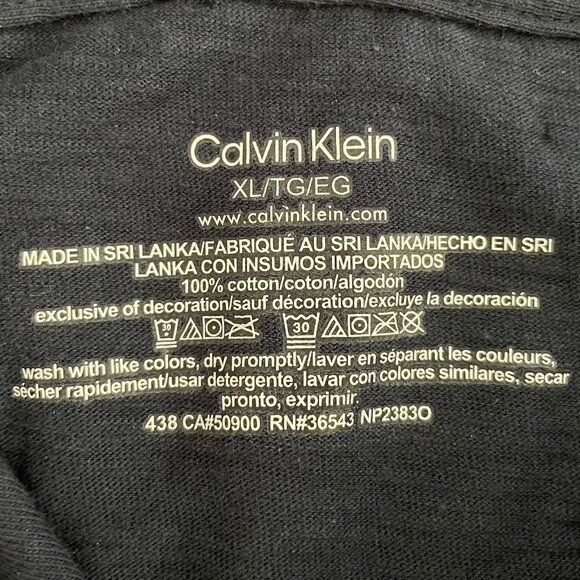 Calvin Klein
XL/TG/EG
www.calvinklein.com
MADE IN SRI LANKA/FABRIQUÉ AU SRI LANKA/HECHO EN SRI
LANKA CON INSUMOS IMPORTADOS
100% cotton/coton/algodón
exclusive of decoration/sauf décoration/excluye la decoración
30 30
wash with like colors, dry promptly/laver en séparant les couleurs,
sécher rapidement/usar detergente, lavar con colores similares, secar
pronto, exprimir.
438 CA#50900 RN#36543 NP2383O